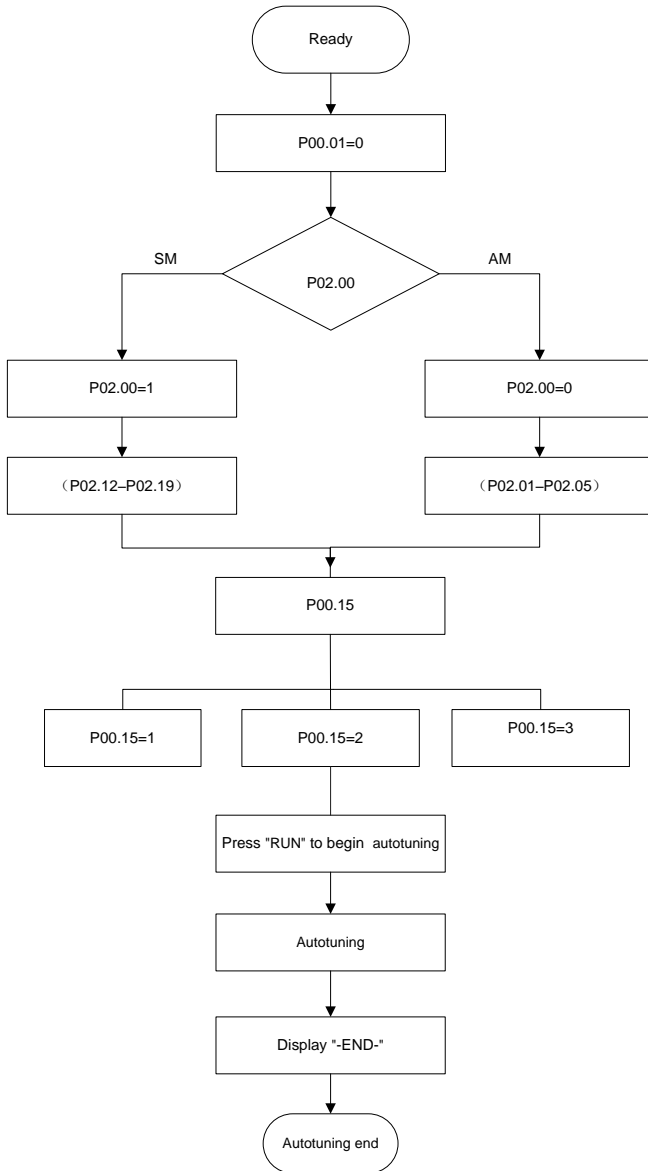 Ready
P00.01=0
SM
AM
P02.00
P02.00=1
P02.00=0
（P02.12–P02.19）
（P02.01–P02.05）
P00.15
P00.15=1
P00.15=2
P00.15=3
Press "RUN" to begin autotuning
Autotuning
Display "-END-"
Autotuning end